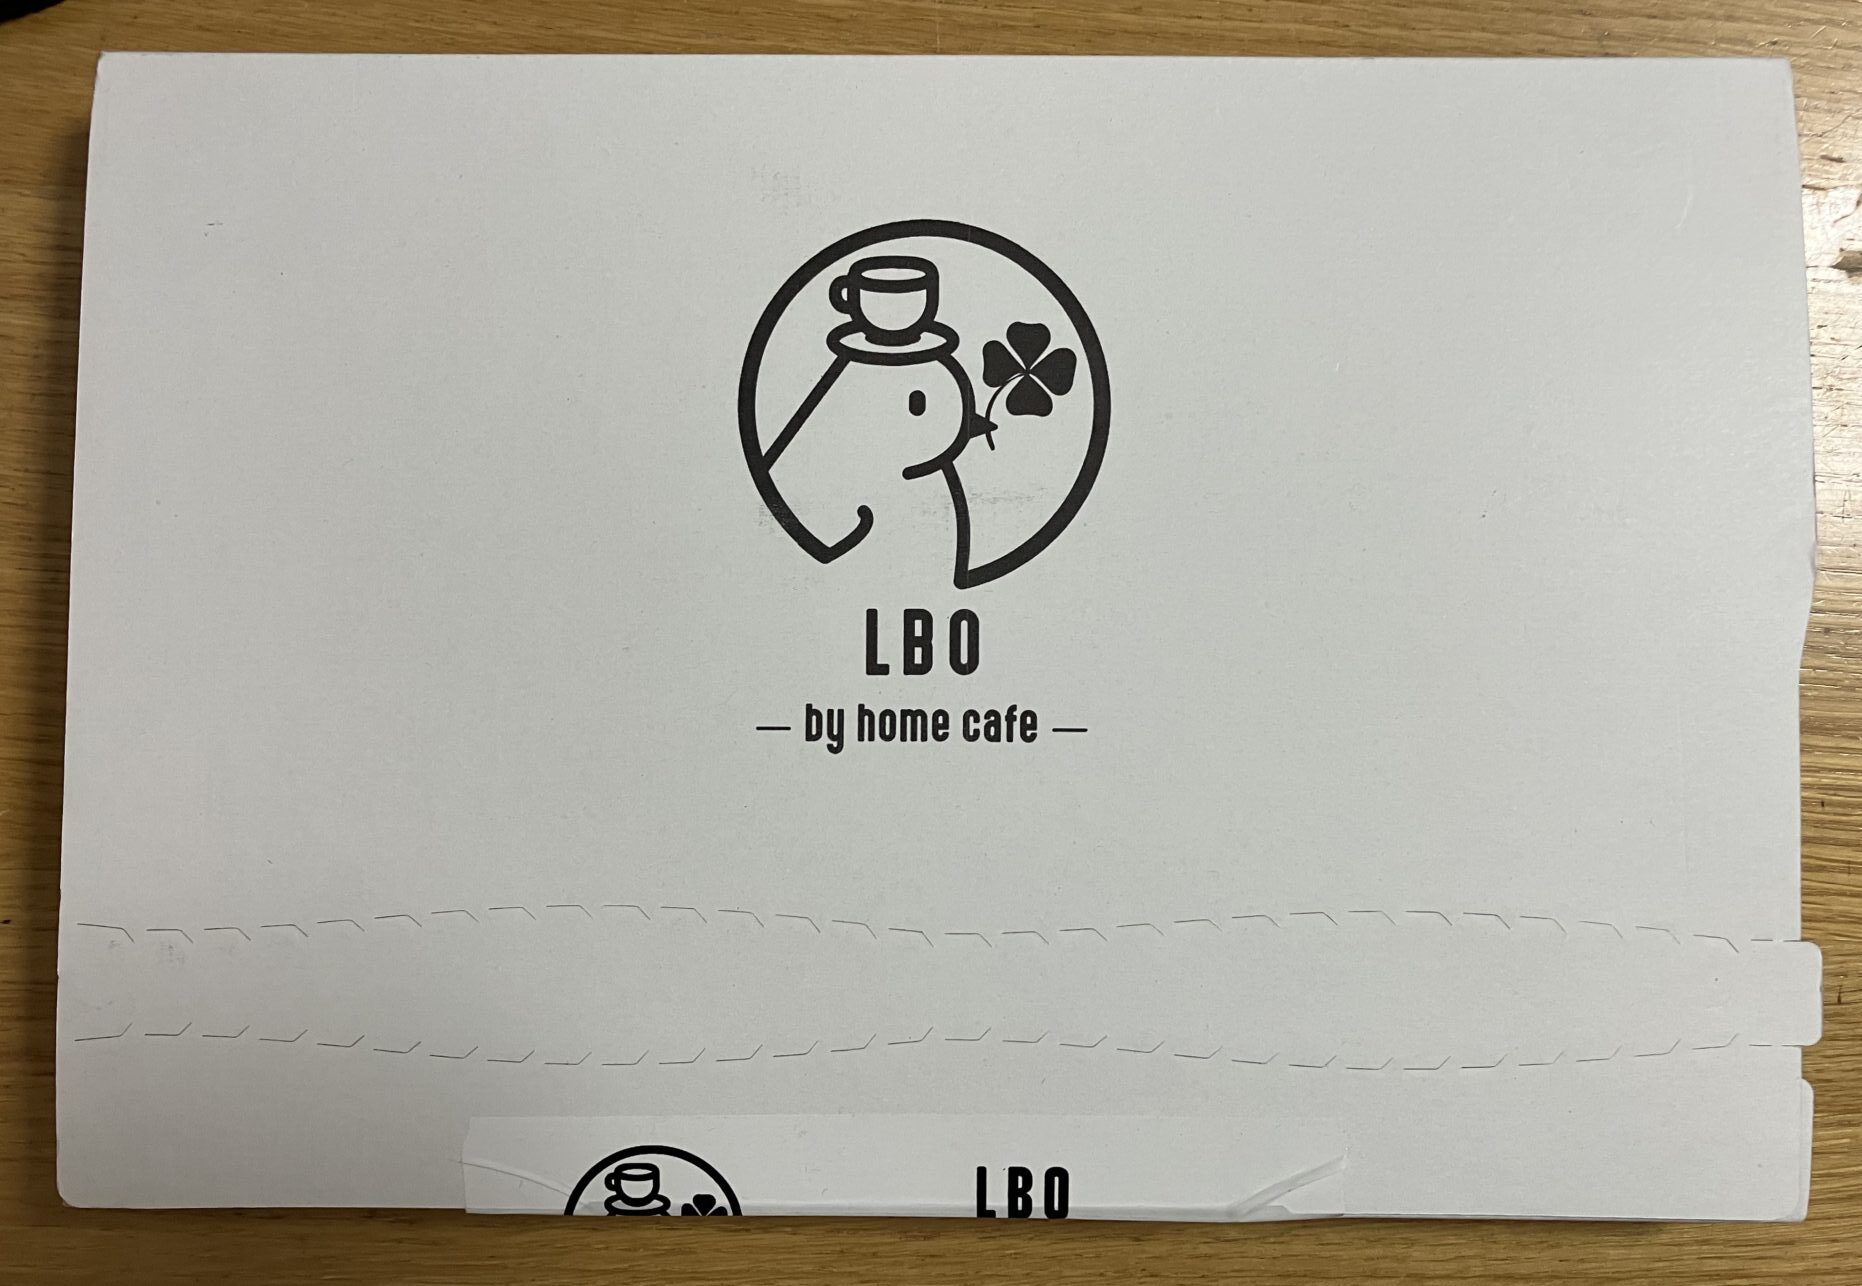 LBO
— by home cafe —
LBO